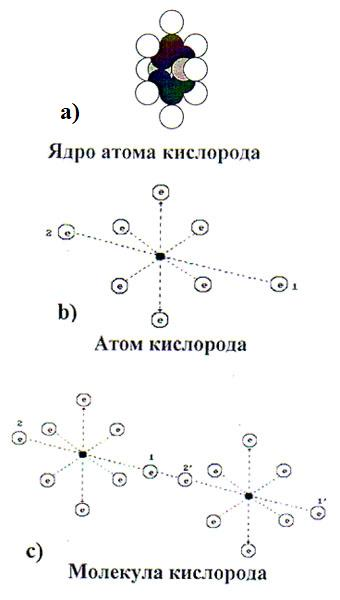 a)
Ядро атома кислорода
e
2 e e e
e 1
e e
e
b)
Атом кислорода
e
2 e e
e
1 2' e
e e
e e
e e e 1'
e
e e
e
c)
Молекула кислорода